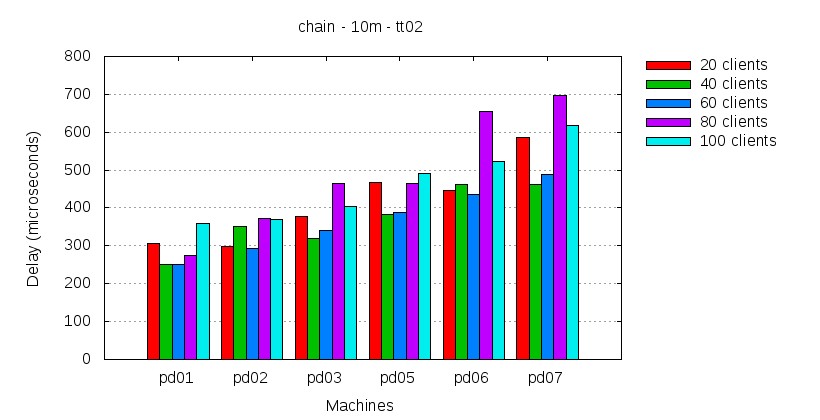 chain - 10m - tt02
800
700
600
500
400
300
200
100
0
Delay (microseconds)
pd01 pd02 pd03 pd05 pd06 pd07
Machines
20 clients
40 clients
60 clients
80 clients
100 clients